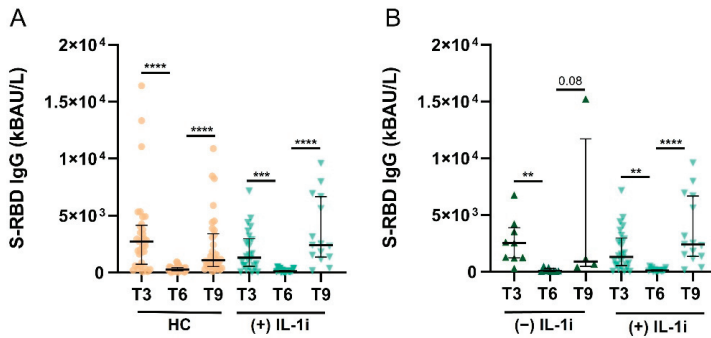 A
S-RBD IgG (kBAU/L)
2×10⁴
1.5×10⁴
1×10⁴
5×10³
0
****
****
***
****
T3 T6 T9 T3 T6 T9
HC (+) IL-1i
B
S-RBD IgG (kBAU/L)
2×10⁴
1.5×10⁴
1×10⁴
5×10³
0
**
0.08
**
****
T3 T6 T9 T3 T6 T9
(−) IL-1i (+) IL-1i